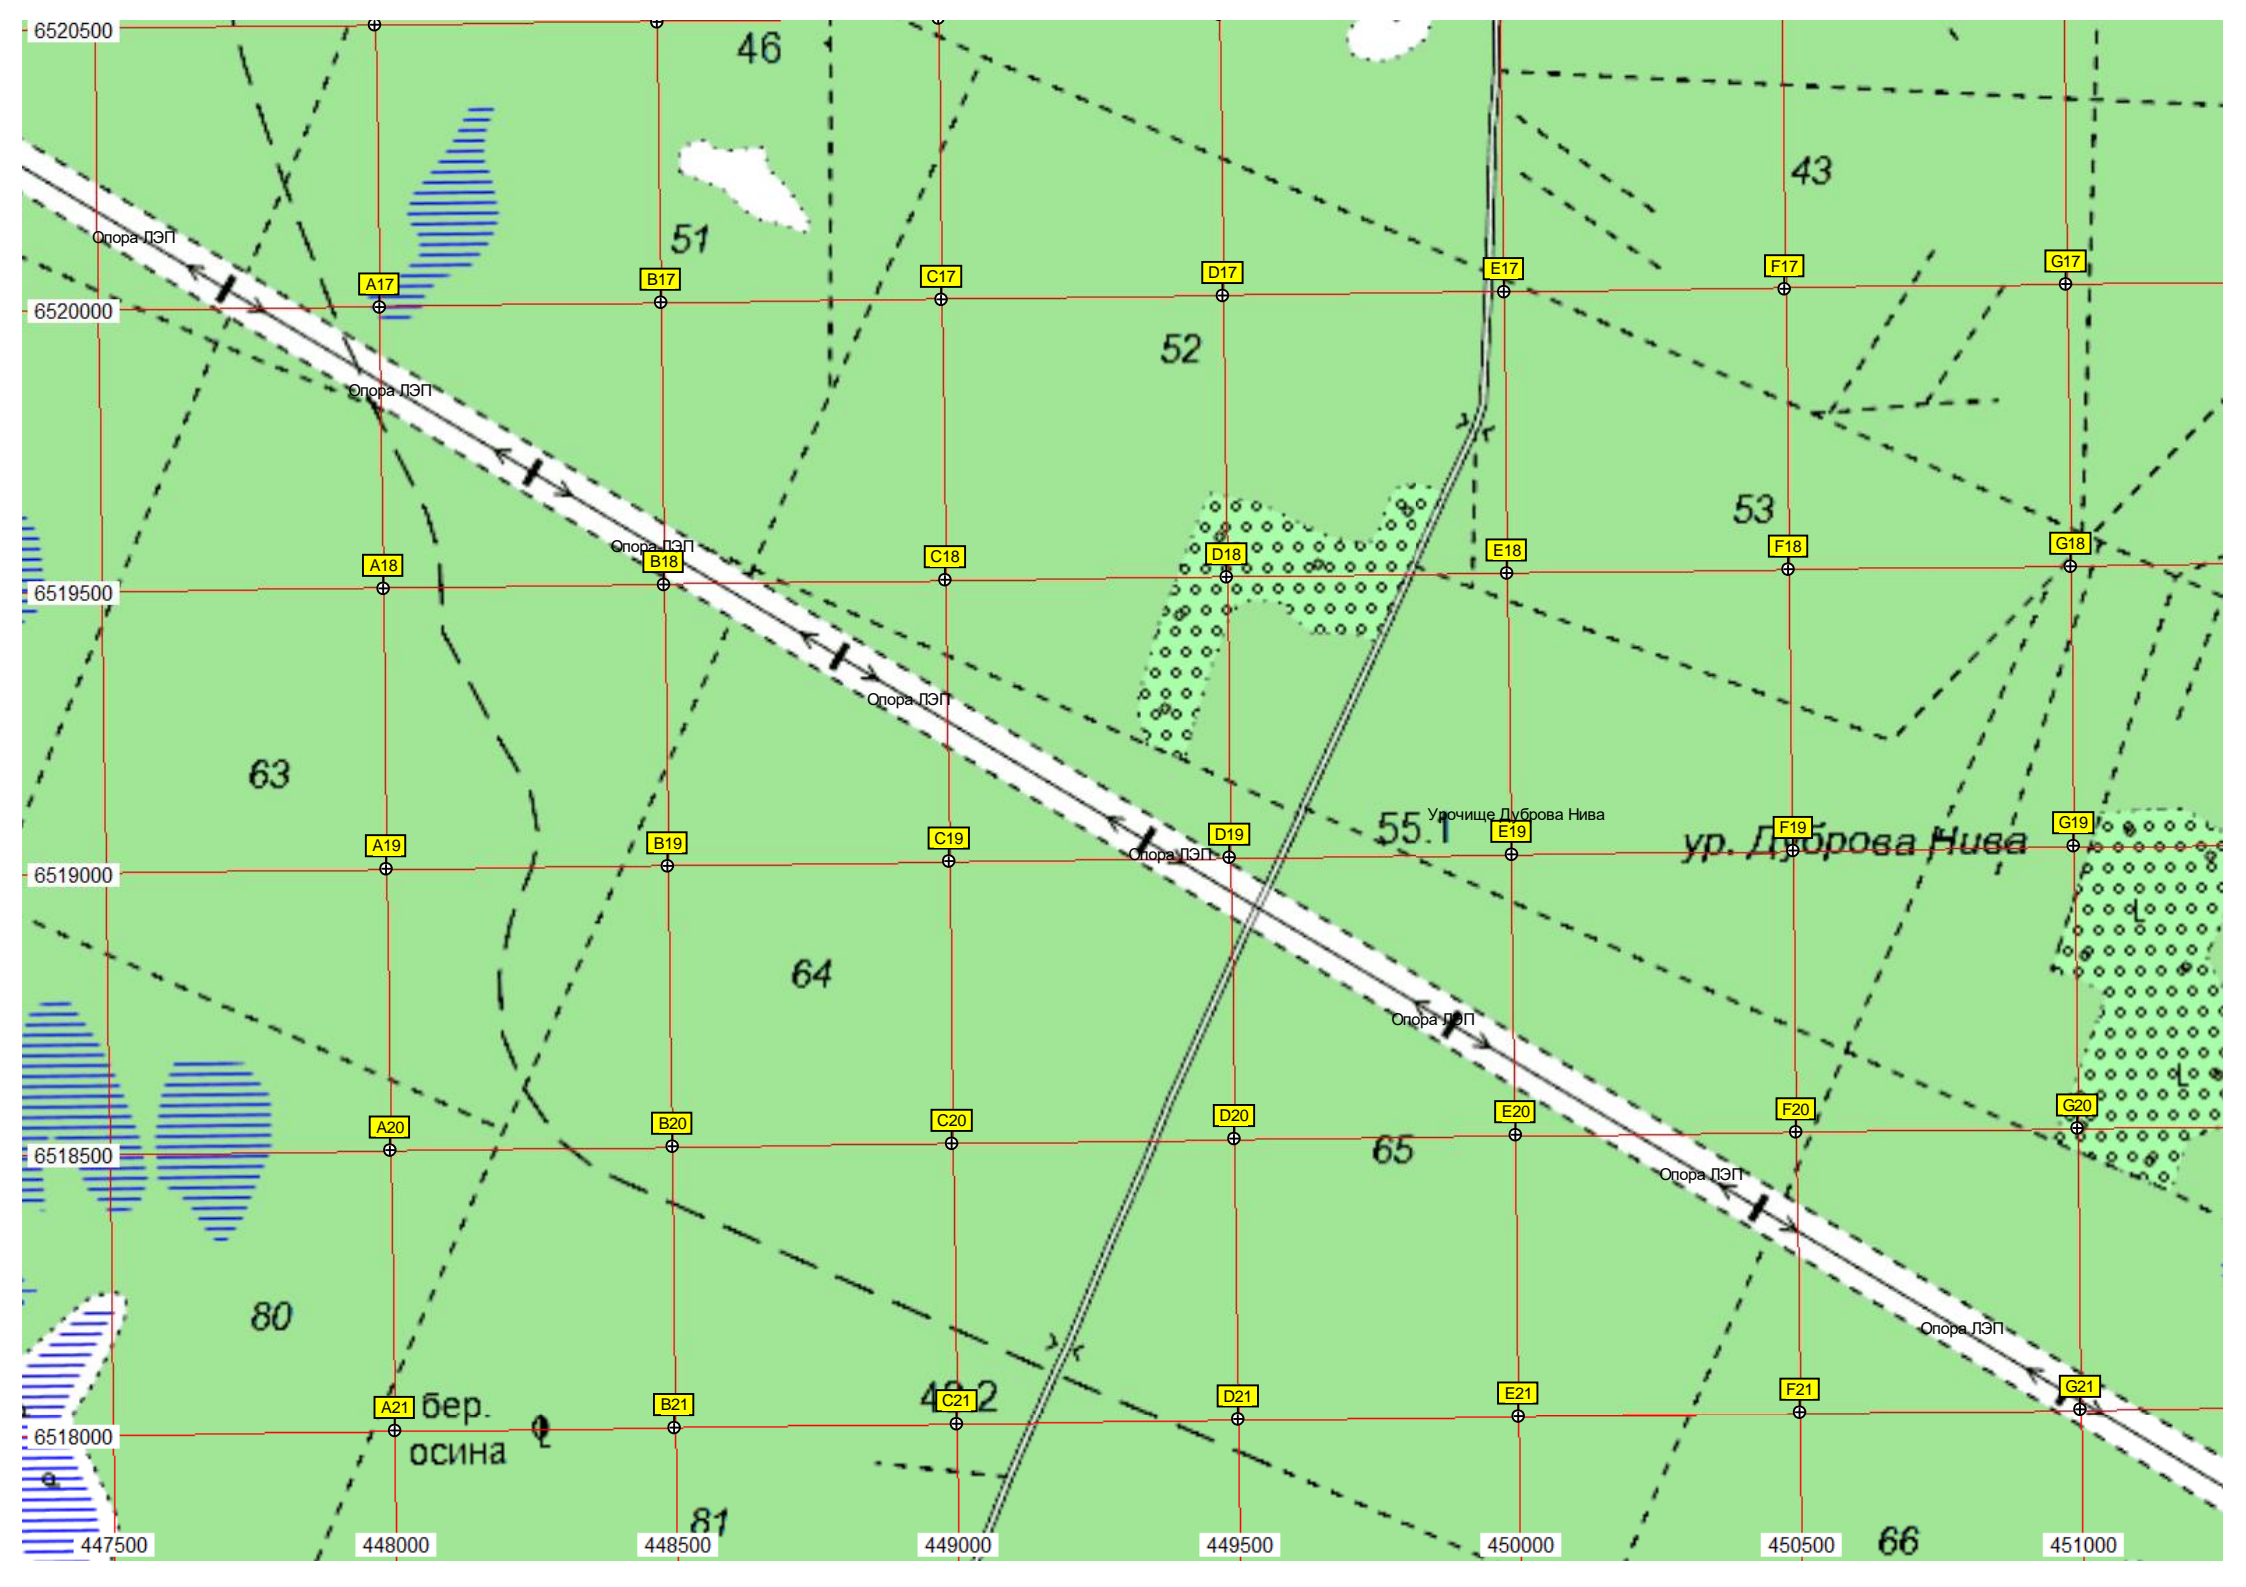 6520500
46
43
51
Опора ЛЭП
A17
B17
C17
D17
E17
F17
G17
6520000
52
Опора ЛЭП
53
Опора ЛЭП
A18
B18
C18
D18
E18
F18
G18
6519500
Опора ЛЭП
63
55.1
Урочище Дуброва Нива
ур. Дуброва Нива
A19
B19
C19
D19
E19
F19
G19
Опора ЛЭП
6519000
64
Опора ЛЭП
A20
B20
C20
D20
E20
F20
G20
6518500
65
Опора ЛЭП
80
Опора ЛЭП
A21
B21
C21
D21
E21
F21
G21
бер.
осина
6518000
81
66
447500
448000
448500
449000
449500
450000
450500
451000